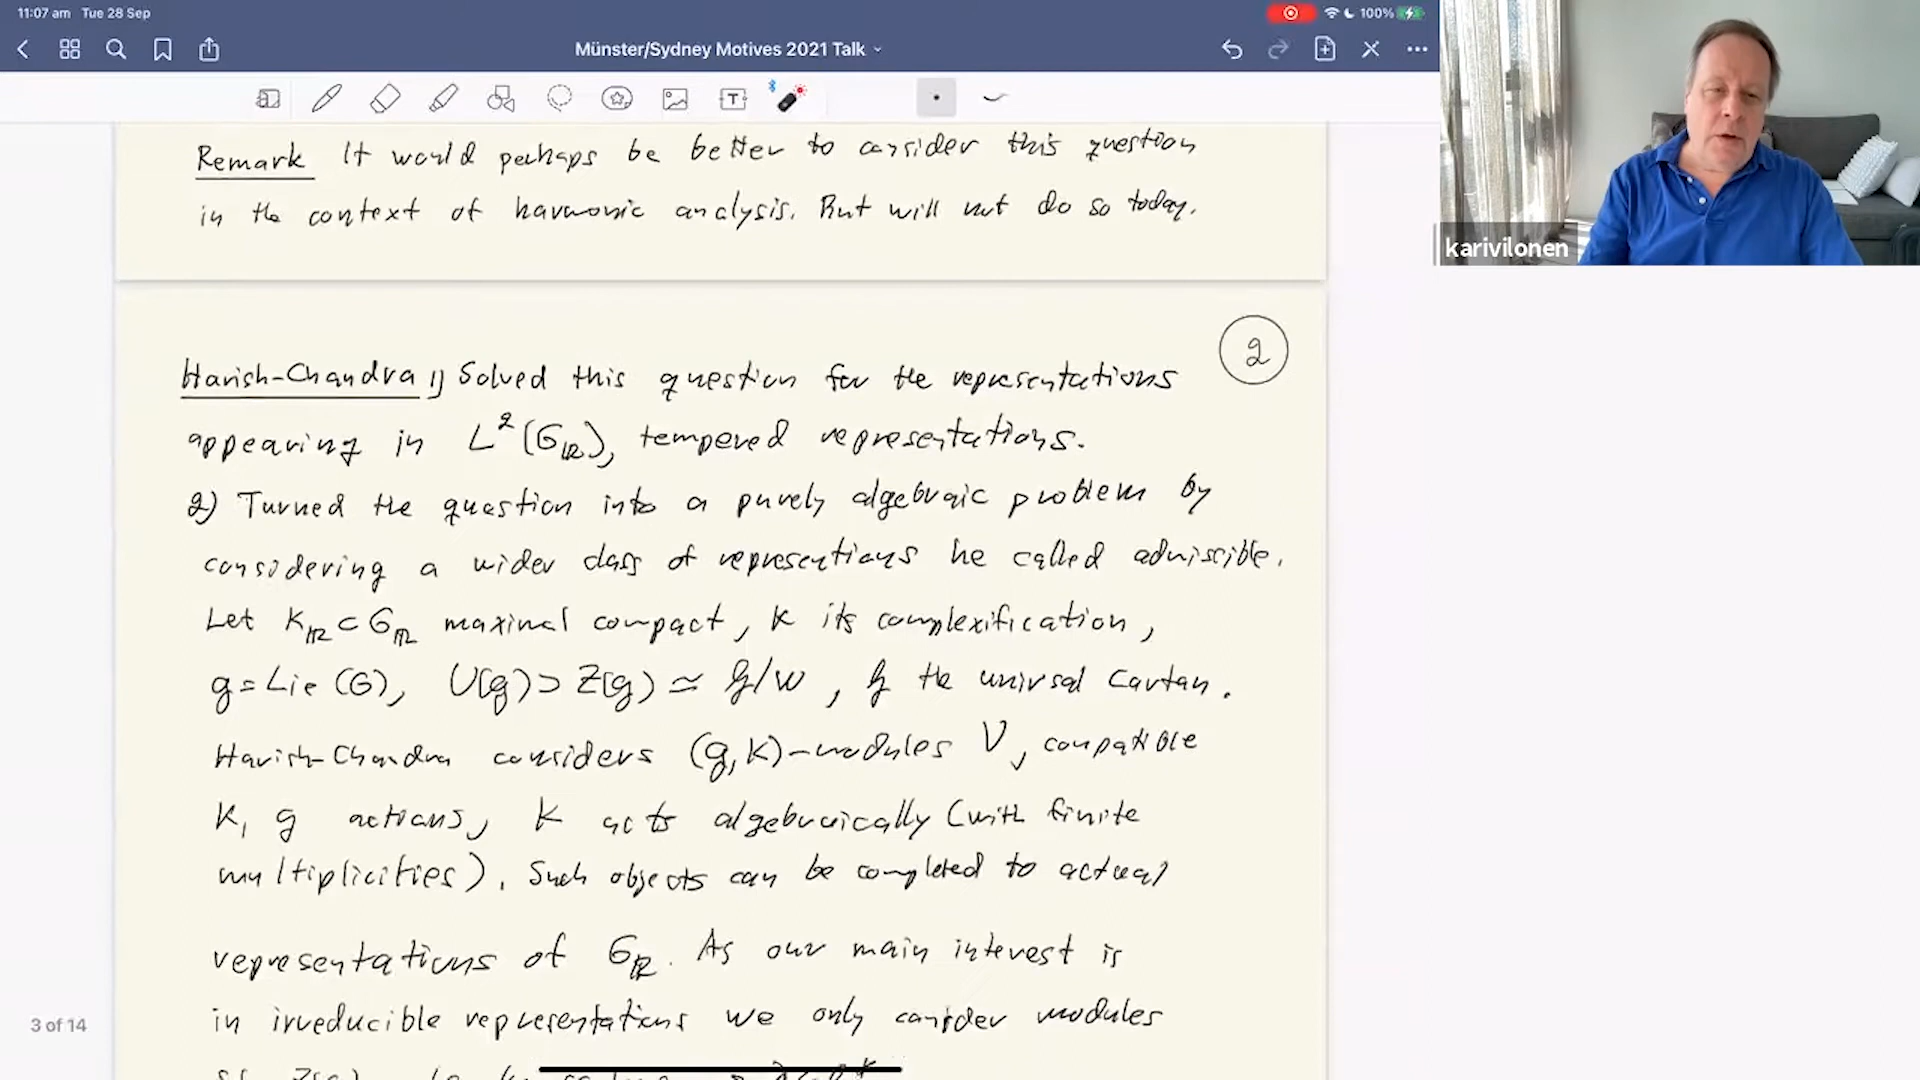 11:07 am Tue 28 Sep
100%
Münster/Sydney Motives 2021 Talk
T
karivilonen
Remark It would perhaps be better to consider this question
in the context of harmonic analysis. But will not do so today.
2
Harish-Chandra 1) Solved this question for the representations
appearing in L²(G_ℝ), tempered representations.
2) Turned the question into a purely algebraic problem by
considering a wider class of representions he called admissible.
Let K_ℝ ⊂ G_ℝ maximal compact, K its complexification,
g = Lie (G), U(g) ⊃ Z(g) ≃ 𝔥/W, 𝔥 the universal Cartan.
Harish-Chandra considers (g,K)-modules V, compatible
K, g actions, K acts algebraically (with finite
multiplicities). Such objects can be completed to actual
representations of G_ℝ. As our main interest is
in irreducible representations we only consider modules
3 of 14